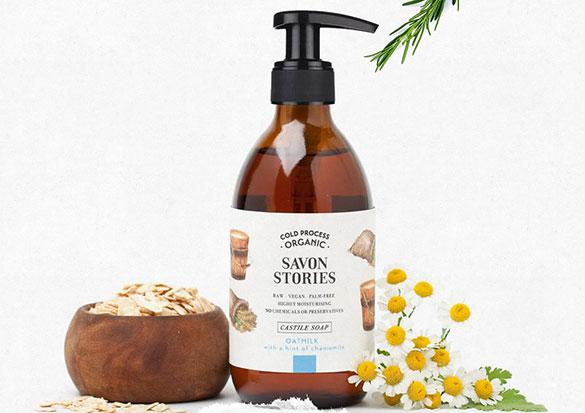 COLD PROCESS
· ORGANIC ·
SAVON
STORIES
RAW · VEGAN · PALM-FREE
HIGHLY MOISTURISING
NO CHEMICALS OR PRESERVATIVES
CASTILE SOAP
OATMILK
with a hint of chamomile